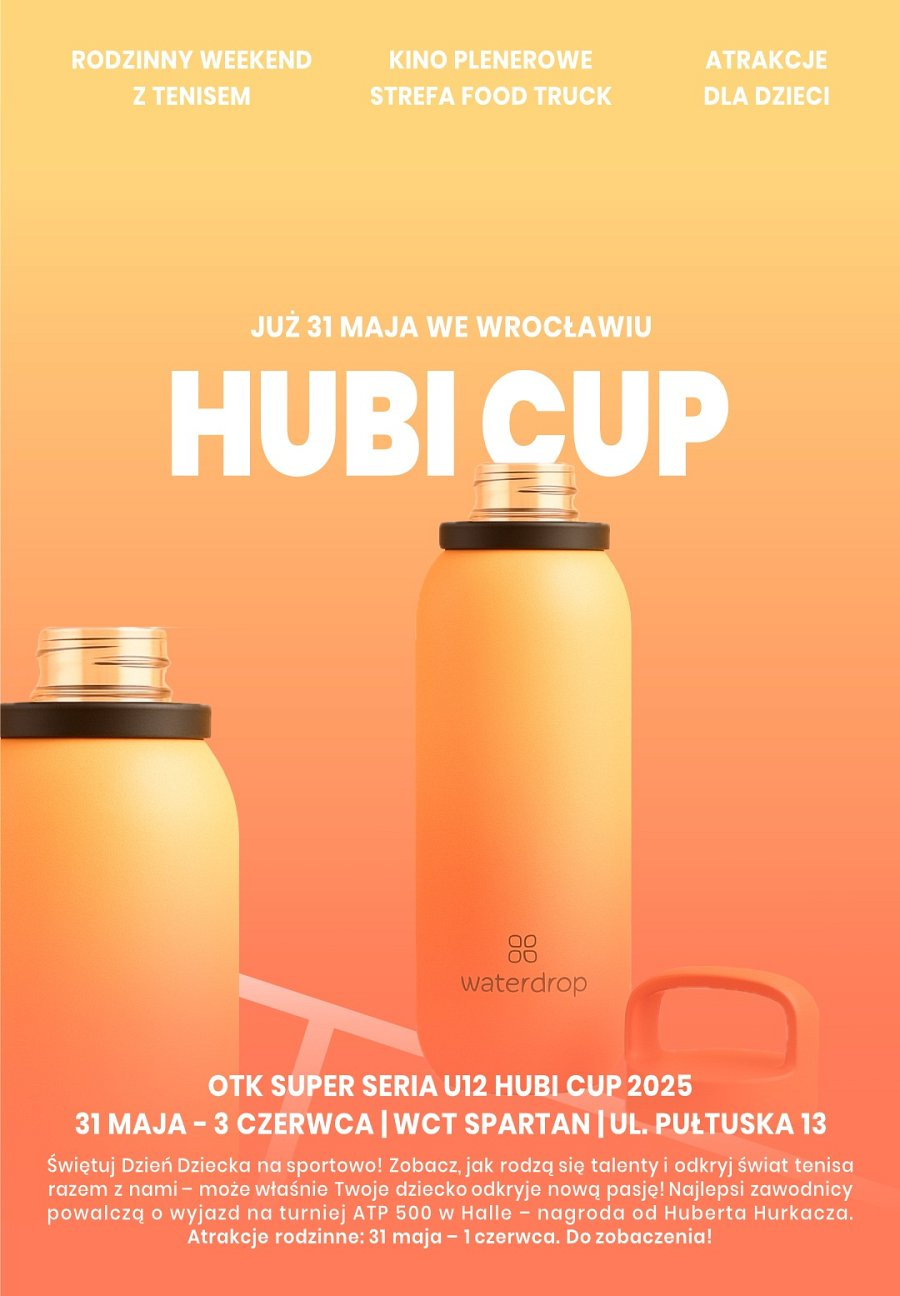 RODZINNY WEEKEND
Z TENISEM
KINO PLENEROWE
STREFA FOOD TRUCK
ATRAKCJE
DLA DZIECI
JUŻ 31 MAJA WE WROCŁAWIU
HUBI CUP
waterdrop
OTK SUPER SERIA U12 HUBI CUP 2025
31 MAJA – 3 CZERWCA | WCT SPARTAN | UL. PUŁTUSKA 13
Świętuj Dzień Dziecka na sportowo! Zobacz, jak rodzą się talenty i odkryj świat tenisa
razem z nami – może właśnie Twoje dziecko odkryje nową pasję! Najlepsi zawodnicy
powalczą o wyjazd na turniej ATP 500 w Halle – nagroda od Huberta Hurkacza.
Atrakcje rodzinne: 31 maja – 1 czerwca. Do zobaczenia!